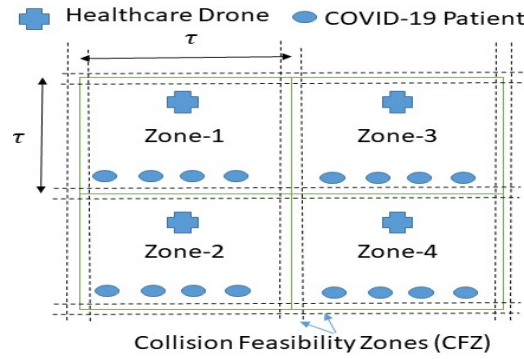 Healthcare Drone
COVID-19 Patient
τ
τ
Zone-1
Zone-3
Zone-2
Zone-4
Collision Feasibility Zones (CFZ)